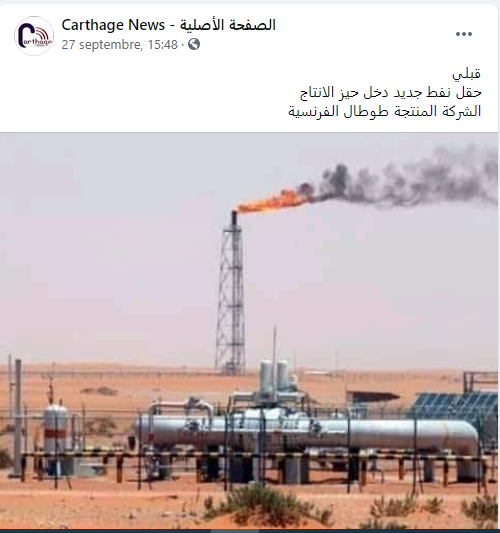 Carthage News - الصفحة الأصلية
27 septembre, 15:48 ·
قبلي
حقل نفط جديد دخل حيز الانتاج
الشركة المنتجة طوطال الفرنسية
Carthage